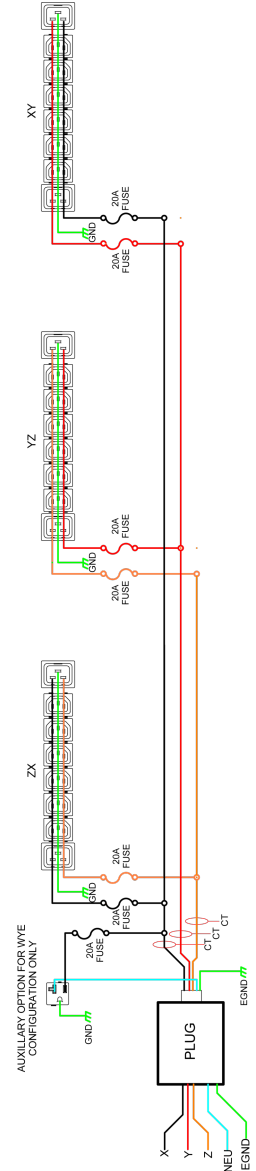 XY
20A
FUSE
GND
20A
FUSE
YZ
20A
FUSE
GND
20A
FUSE
ZX
20A
FUSE
GND
20A
FUSE
AUXILLARY OPTION FOR WYE
CONFIGURATION ONLY
20A
FUSE
GND
CT
CT
CT
EGND
PLUG
X
Y
Z
NEU
EGND